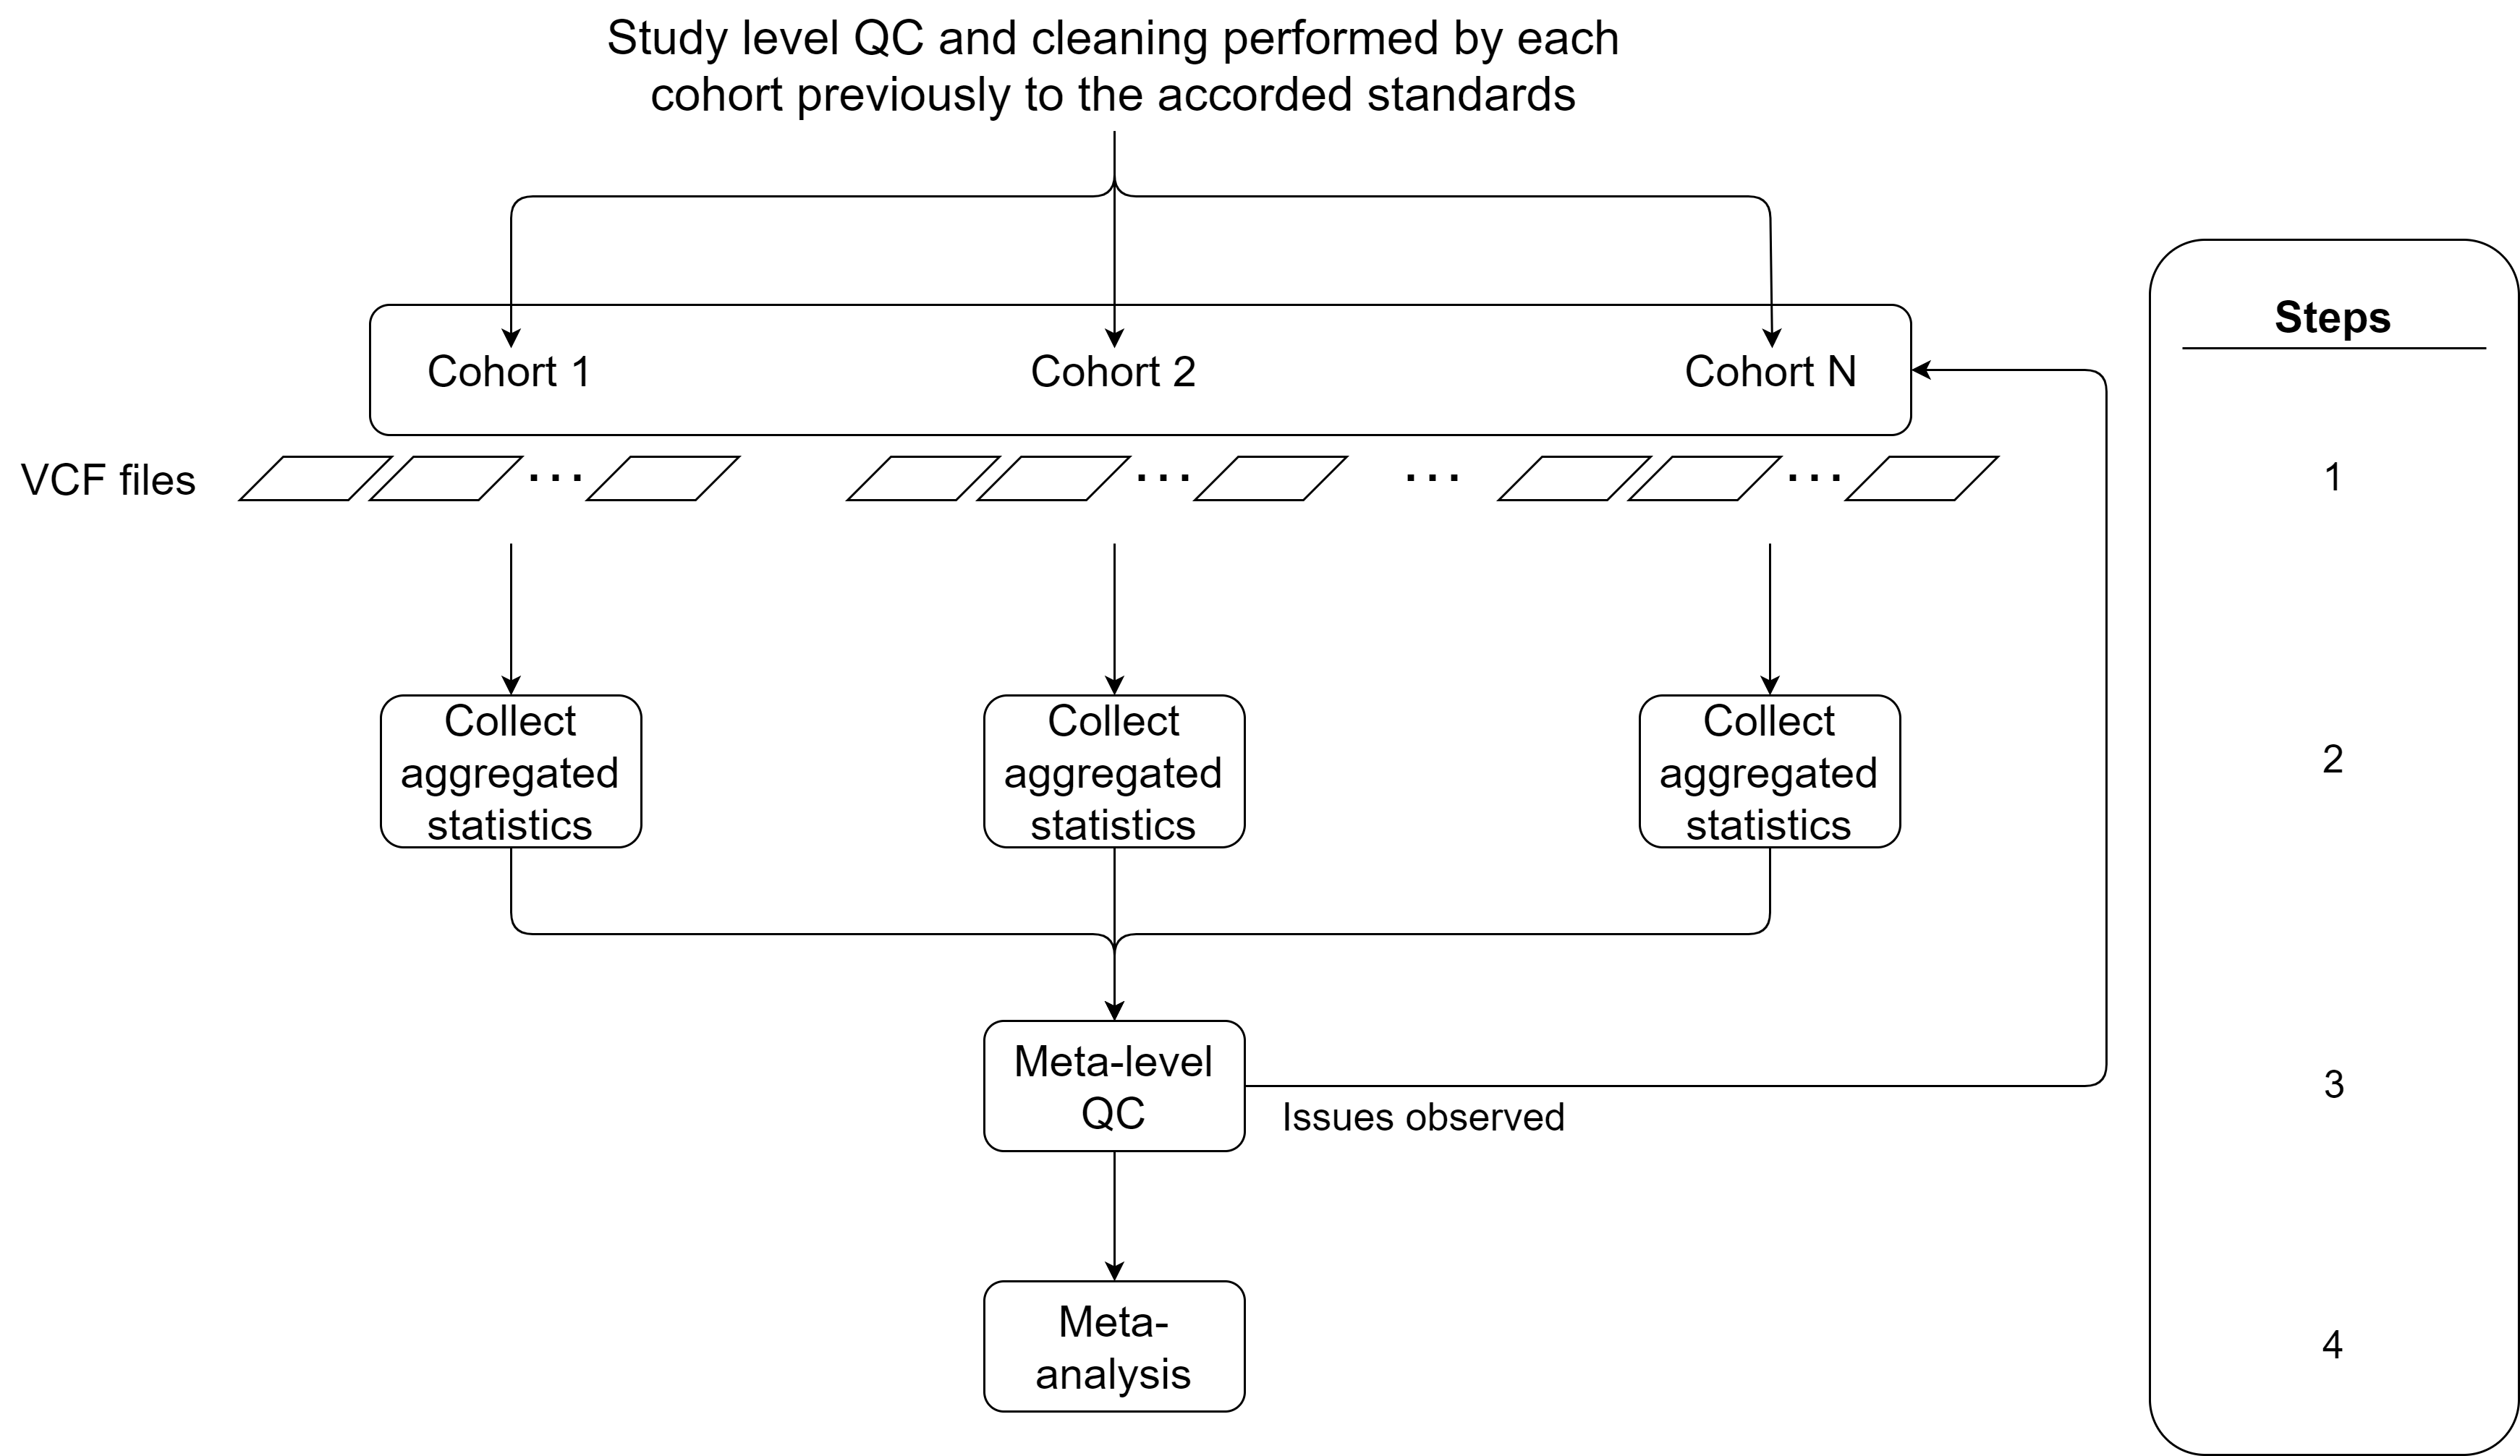 Study level QC and cleaning performed by each
cohort previously to the accorded standards
Steps
Cohort 1
Cohort 2
Cohort N
VCF files
...
...
...
...
1
Collect
aggregated
statistics
Collect
aggregated
statistics
Collect
aggregated
statistics
2
Meta-level
QC
Issues observed
3
Meta-
analysis
4